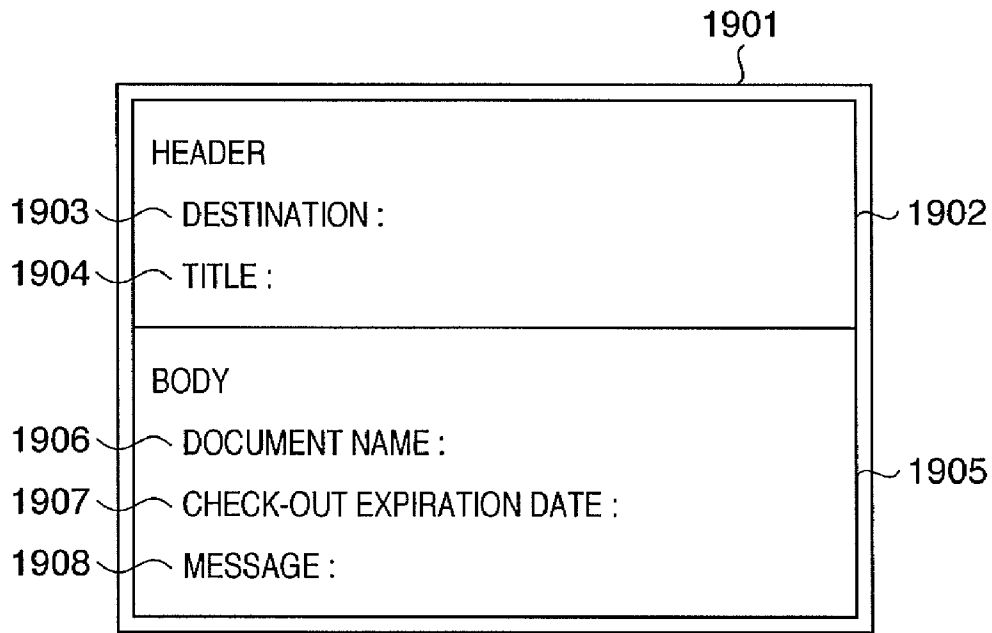 1901
HEADER
1903 DESTINATION : 1902
1904 TITLE :
BODY
1906 DOCUMENT NAME :
1905
1907 CHECK-OUT EXPIRATION DATE :
1908 MESSAGE :